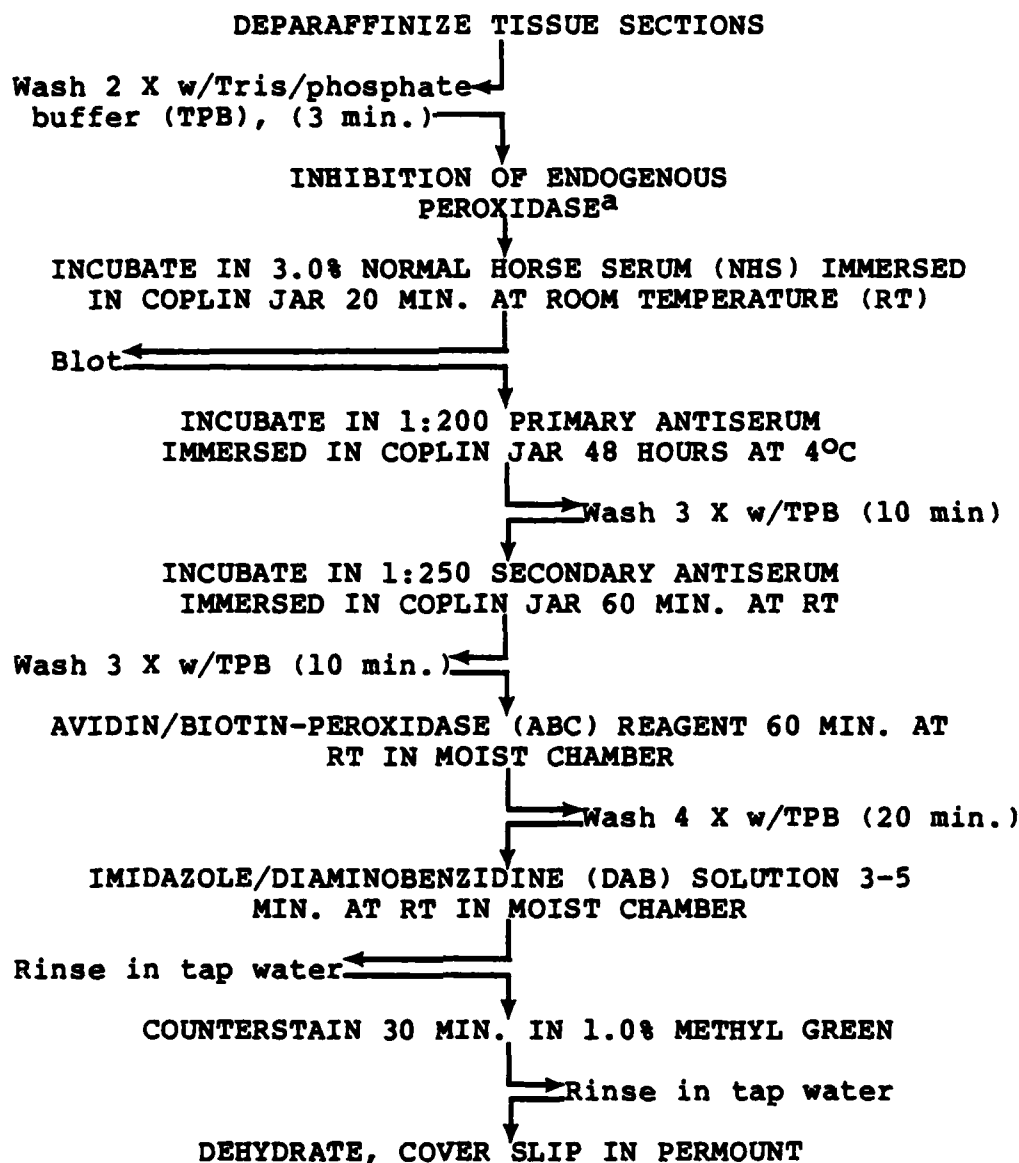 DEPARAFFINIZE TISSUE SECTIONS
Wash 2 X w/Tris/phosphate
buffer (TPB), (3 min.)
INHIBITION OF ENDOGENOUS
PEROXIDASEa
INCUBATE IN 3.0% NORMAL HORSE SERUM (NHS) IMMERSED
IN COPLIN JAR 20 MIN. AT ROOM TEMPERATURE (RT)
Blot
INCUBATE IN 1:200 PRIMARY ANTISERUM
IMMERSED IN COPLIN JAR 48 HOURS AT 4°C
Wash 3 X w/TPB (10 min)
INCUBATE IN 1:250 SECONDARY ANTISERUM
IMMERSED IN COPLIN JAR 60 MIN. AT RT
Wash 3 X w/TPB (10 min.)
AVIDIN/BIOTIN-PEROXIDASE (ABC) REAGENT 60 MIN. AT
RT IN MOIST CHAMBER
Wash 4 X w/TPB (20 min.)
IMIDAZOLE/DIAMINOBENZIDINE (DAB) SOLUTION 3-5
MIN. AT RT IN MOIST CHAMBER
Rinse in tap water
COUNTERSTAIN 30 MIN. IN 1.0% METHYL GREEN
Rinse in tap water
DEHYDRATE, COVER SLIP IN PERMOUNT